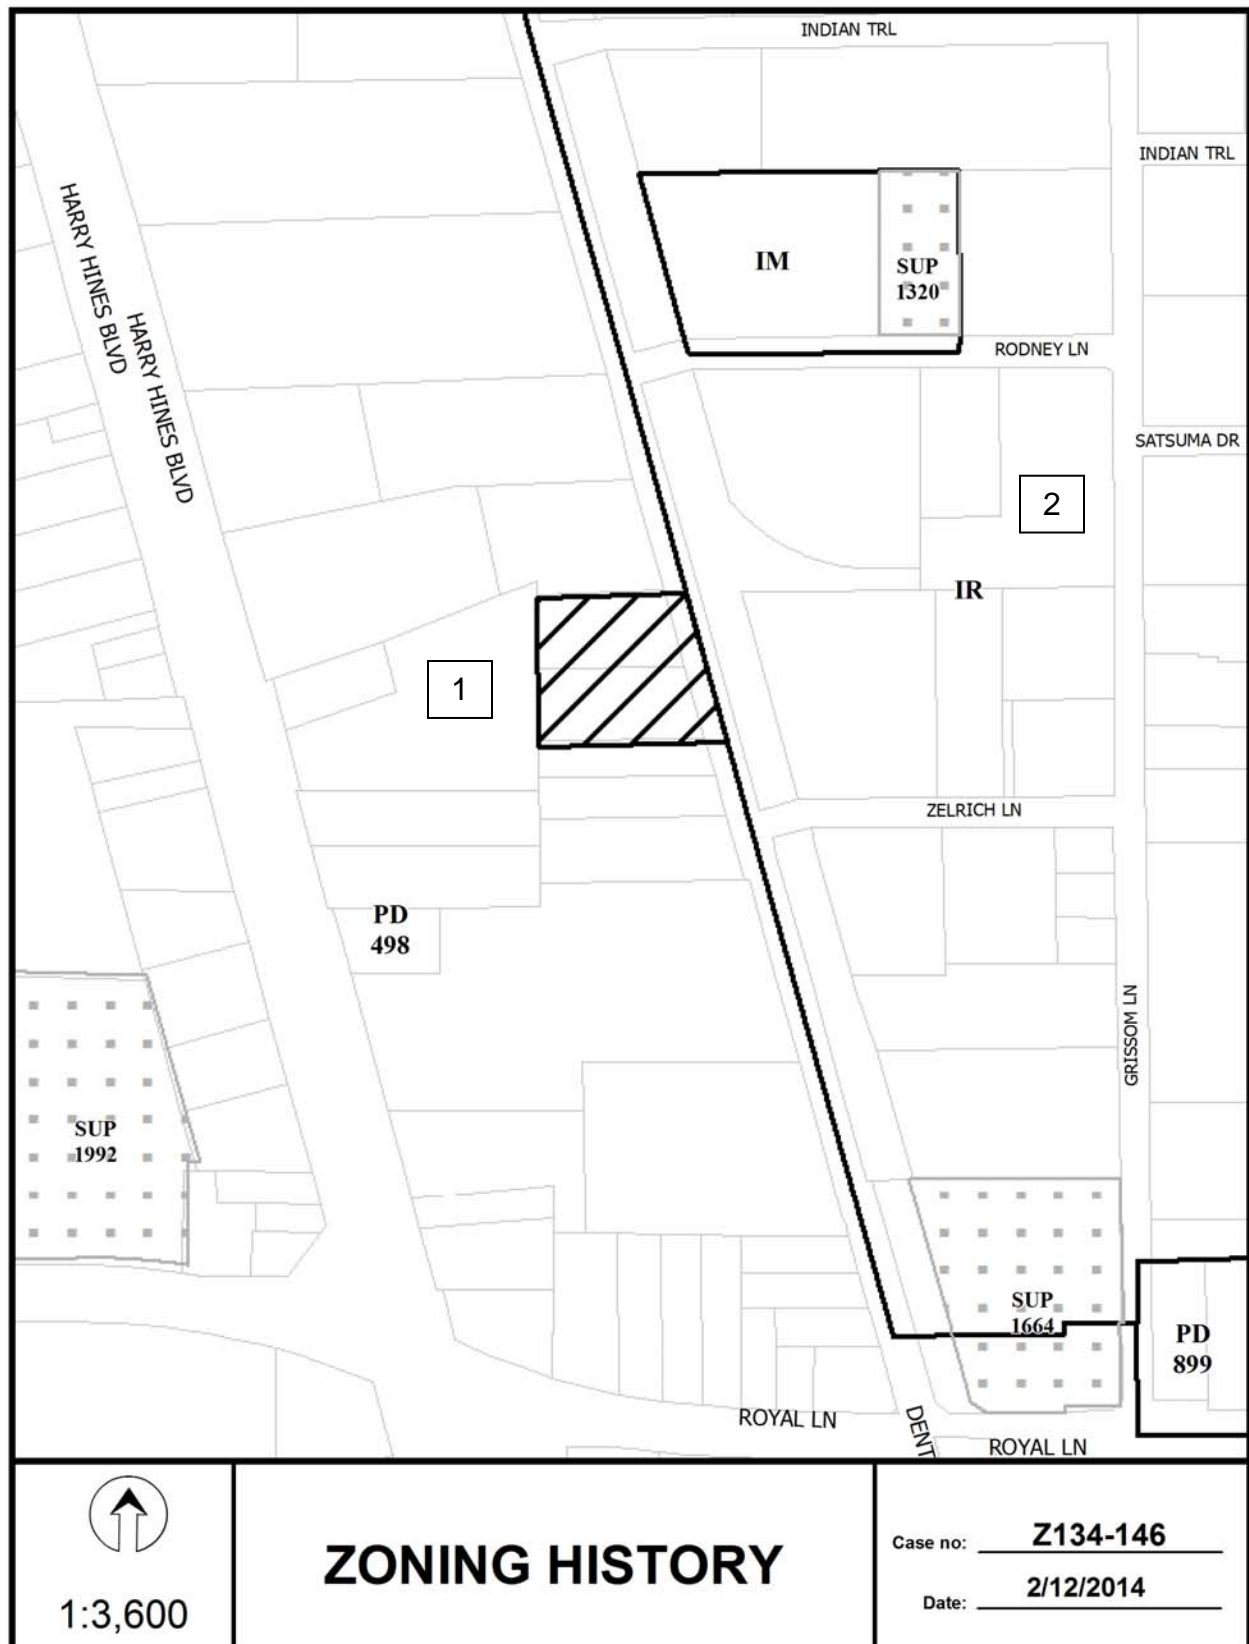 INDIAN TRL
INDIAN TRL
HARRY HINES BLVD
HARRY HINES BLVD
IM
SUP
1320
RODNEY LN
SATSUMA DR
2
IR
1
ZELRICH LN
PD
498
GRISSOM LN
SUP
1992
SUP
1664
PD
899
ROYAL LN
DENT
ROYAL LN
1:3,600
ZONING HISTORY
Case no: Z134-146
Date: 2/12/2014